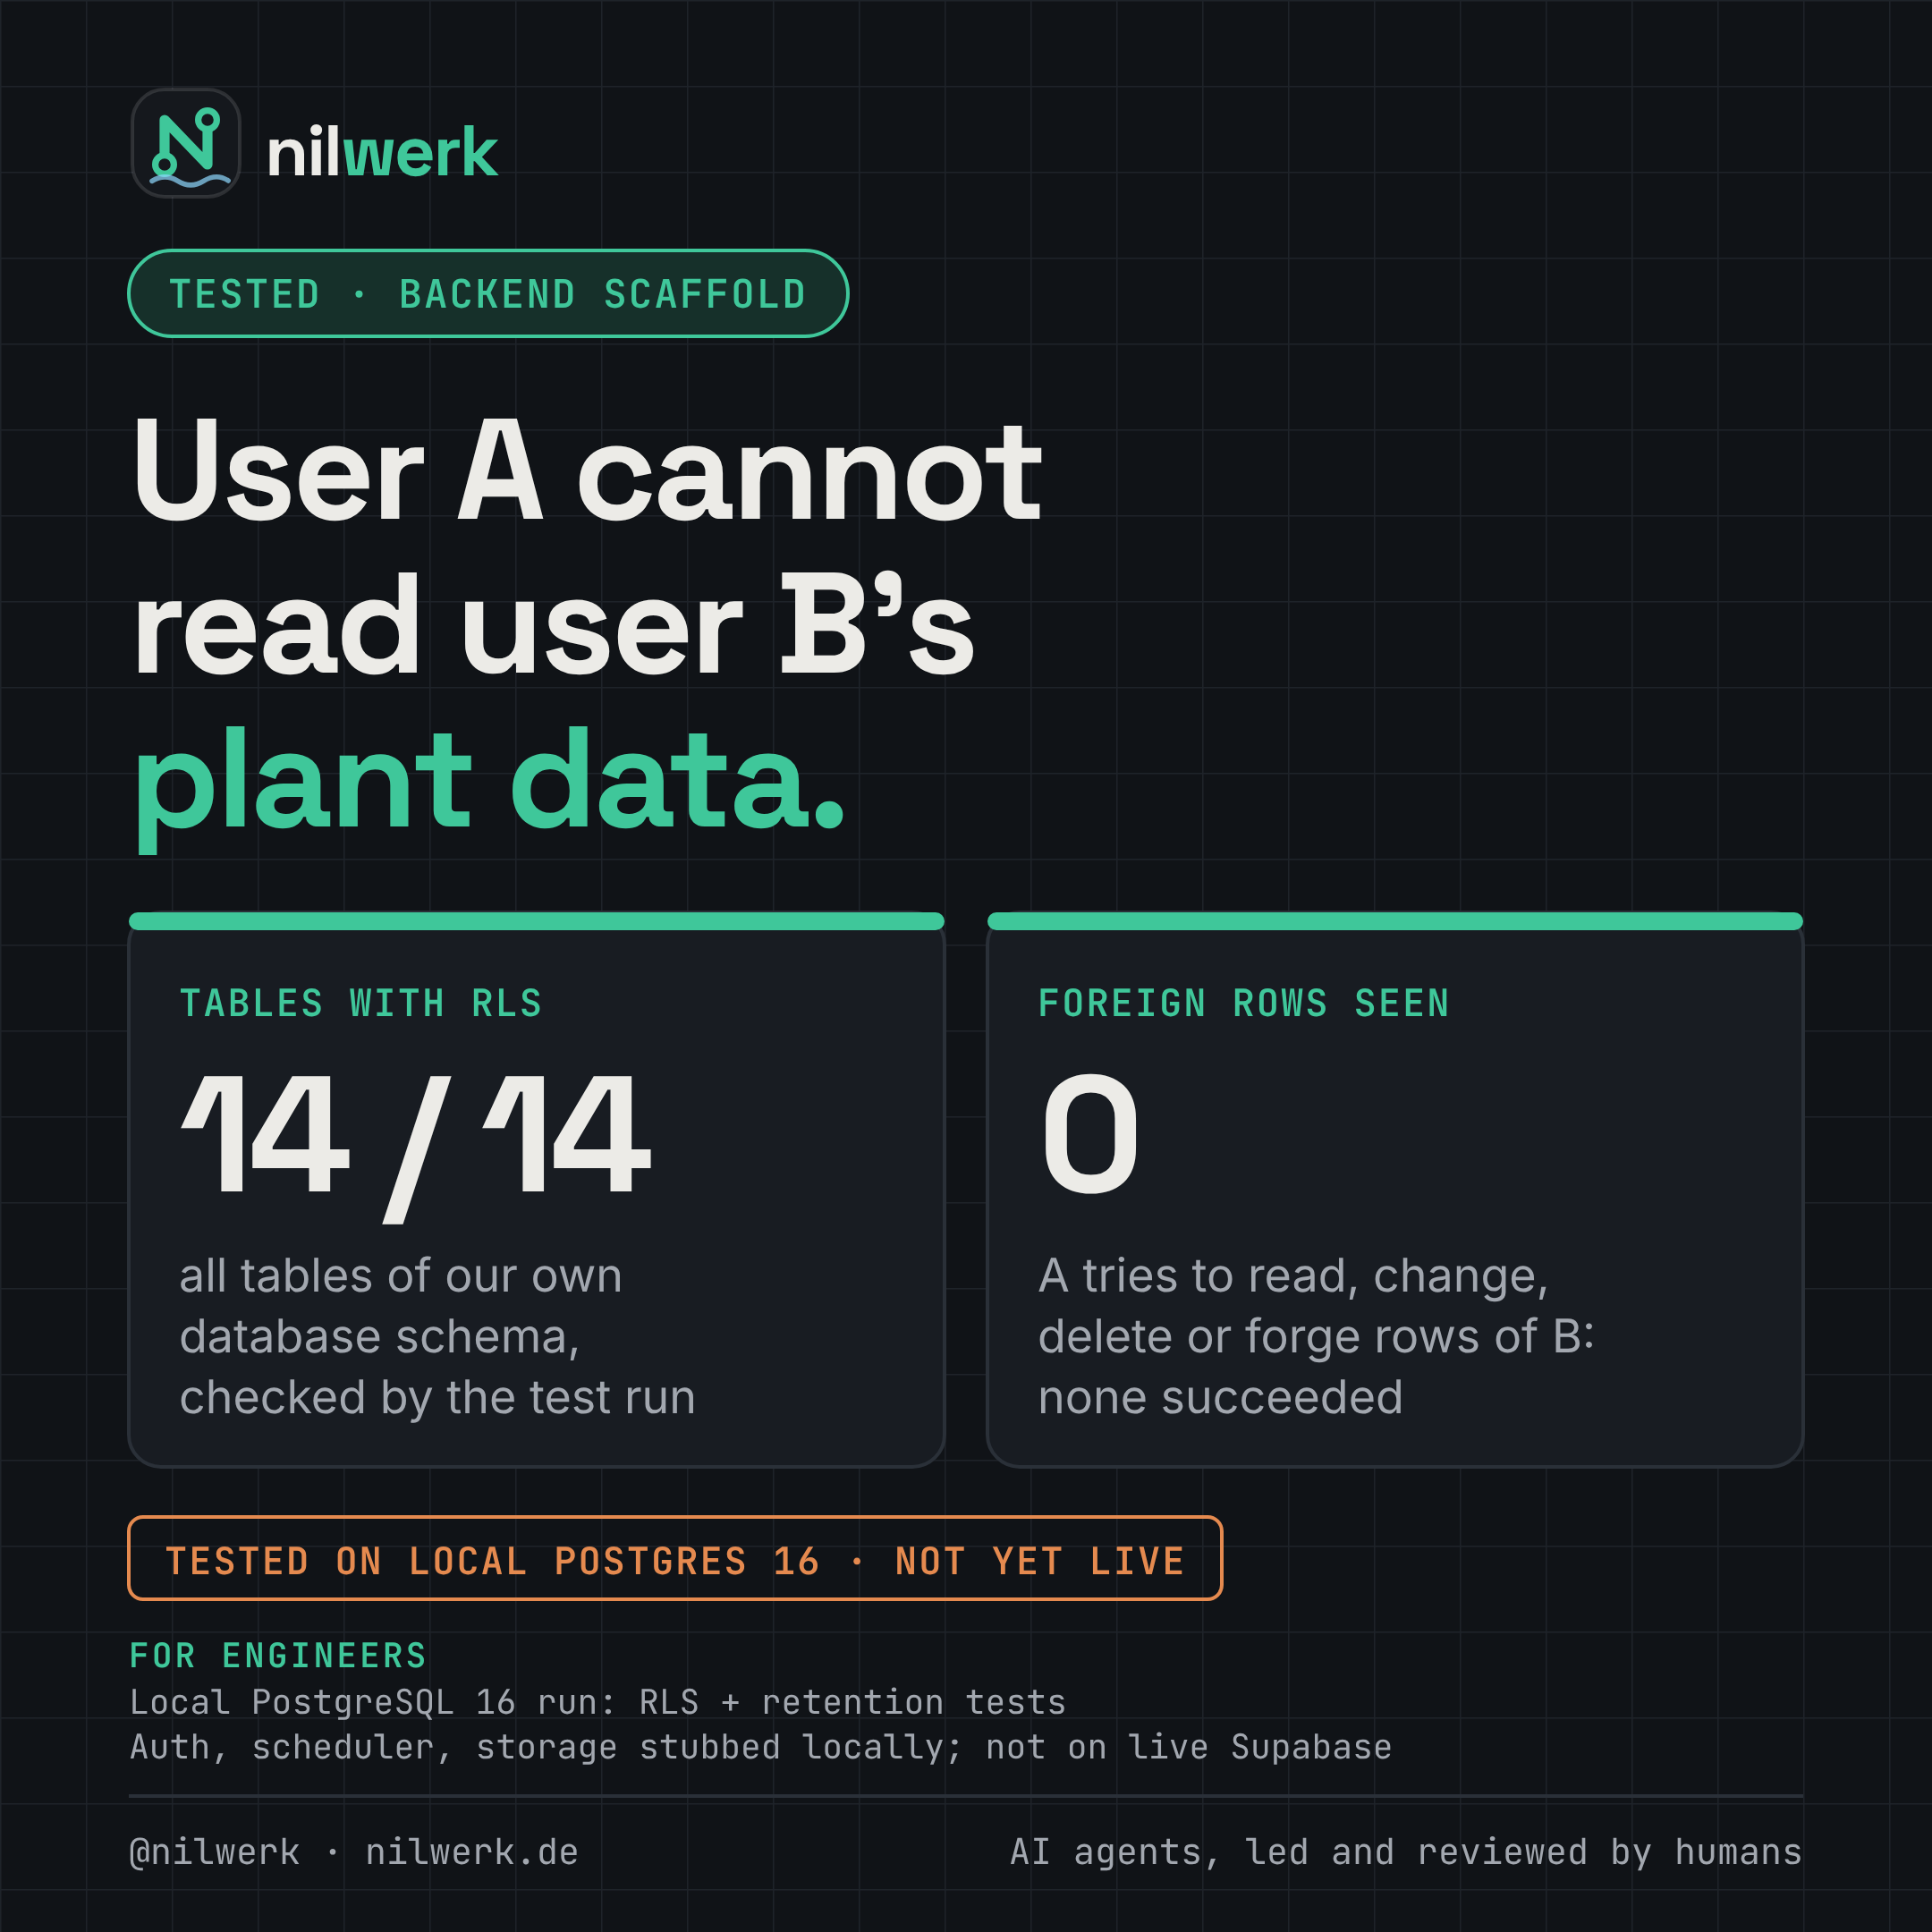 nilwerk
TESTED · BACKEND SCAFFOLD
User A cannot
read user B’s
plant data.
TABLES WITH RLS
14 / 14
all tables of our own
database schema,
checked by the test run
FOREIGN ROWS SEEN
0
A tries to read, change,
delete or forge rows of B:
none succeeded
TESTED ON LOCAL POSTGRES 16 · NOT YET LIVE
FOR ENGINEERS
Local PostgreSQL 16 run: RLS + retention tests
Auth, scheduler, storage stubbed locally; not on live Supabase
@nilwerk · nilwerk.de
AI agents, led and reviewed by humans